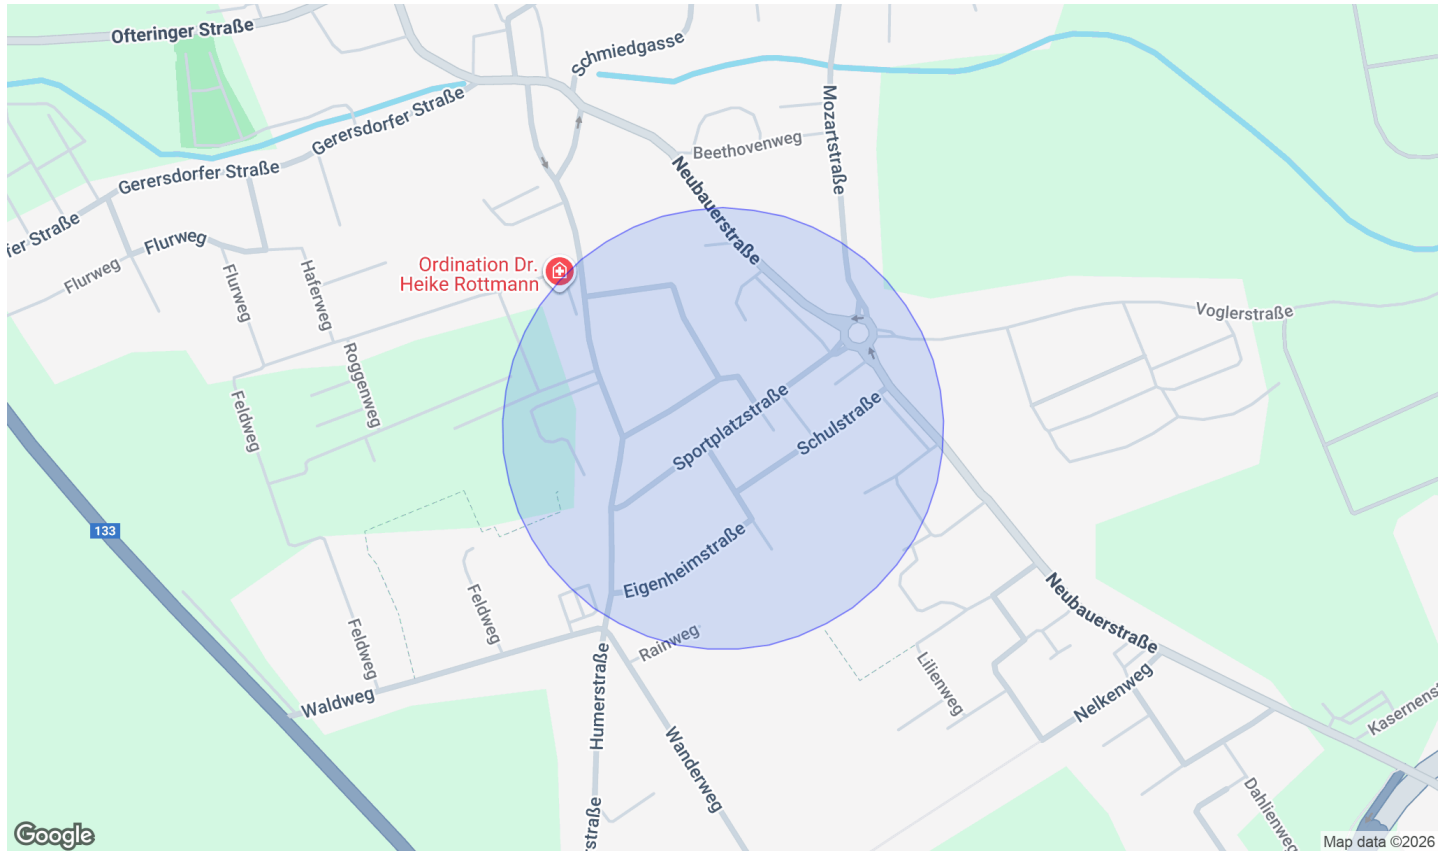 Ofteringer Straße
Schmiedgasse
Gerersdorfer Straße
Mozartstraße
Beethovenweg
Gerersdorfer Straße
Neubauerstraße
fer Straße
Flurweg
Flurweg
Flurweg
Haferweg
Ordination Dr.
Heike Rottmann
Voglerstraße
Roggenweg
Feldweg
Sportplatzstraße
Schulstraße
133
Eigenheimstraße
Feldweg
Neubauerstraße
Feldweg
Rainweg
Lilienweg
Waldweg
Humerstraße
Nelkenweg
Kasernenst
Wanderweg
Dahlienweg
straße
Google
Map data ©2026